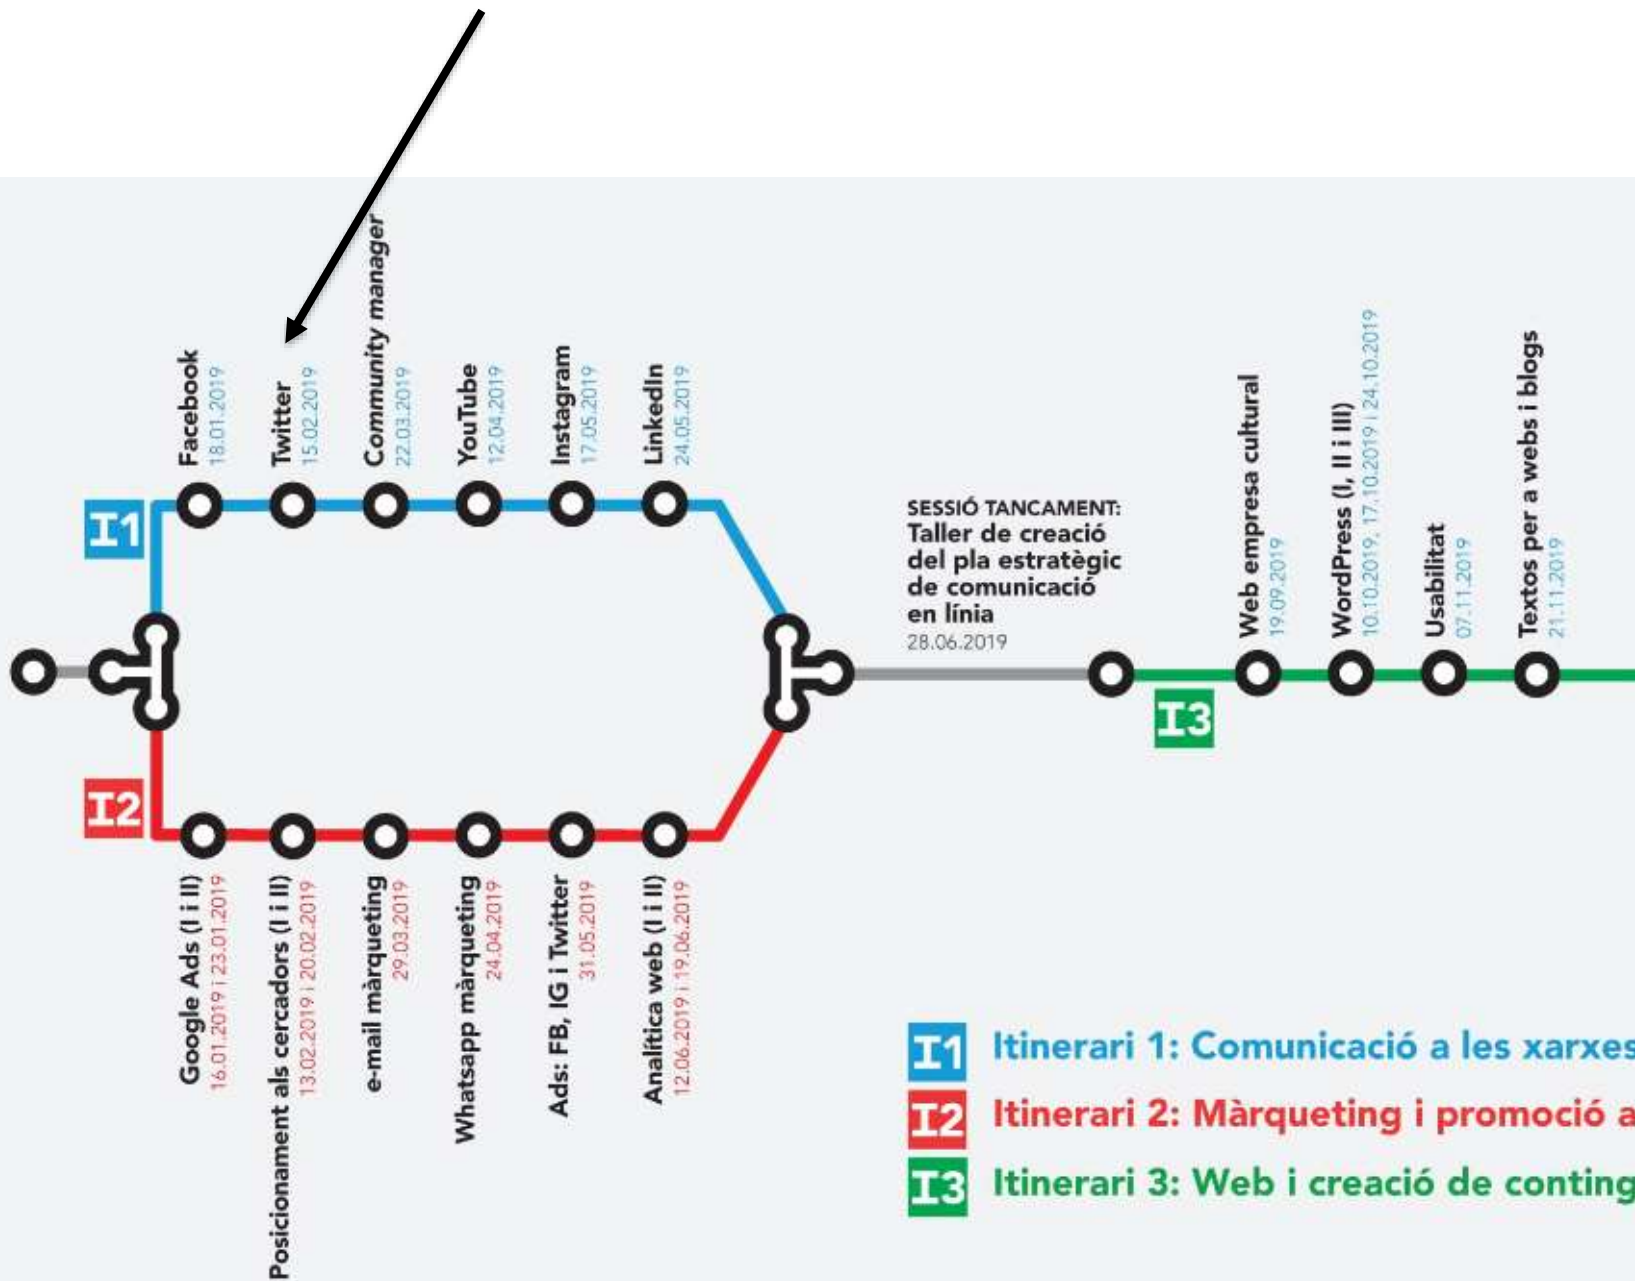 Facebook
18.01.2019
Twitter
15.02.2019
Community manager
22.03.2019
YouTube
12.04.2019
Instagram
17.05.2019
LinkedIn
24.05.2019
I1
I2
Google Ads (I i II)
16.01.2019 i 23.01.2019
Posicionament als cercadors (I i II)
13.02.2019 i 20.02.2019
e-mail màrqueting
29.03.2019
Whatsapp màrqueting
24.04.2019
Ads: FB, IG i Twitter
31.05.2019
Analítica web (I i II)
12.06.2019 i 19.06.2019
SESSIÓ TANCAMENT:
Taller de creació
del pla estratègic
de comunicació
en línia
28.06.2019
I3
Web empresa cultural
19.09.2019
WordPress (I, II i III)
10.10.2019, 17.10.2019 i 24.10.2019
Usabilitat
07.11.2019
Textos per a webs i blogs
21.11.2019
I1 Itinerari 1: Comunicació a les xarxes
I2 Itinerari 2: Màrqueting i promoció a
I3 Itinerari 3: Web i creació de conting